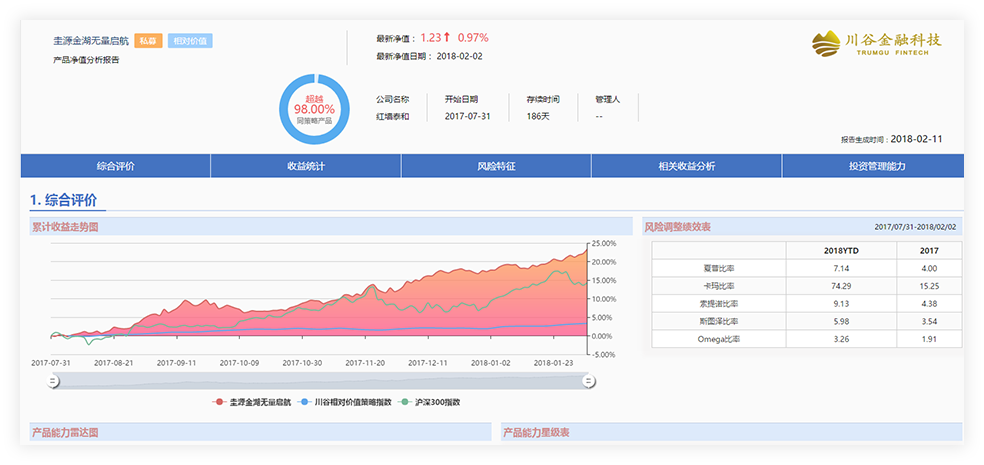 圭源金湖无量启航 私募 相对价值
产品净值分析报告
最新净值： 1.23↑ 0.97%
最新净值日期： 2018-02-02
川谷金融科技
TRUMGU FINTECH
超越
98.00%
同策略产品
公司名称 开始日期 存续时间 管理人
红墙泰和 2017-07-31 186天 --
报告生成时间：2018-02-11
综合评价 收益统计 风险特征 相关收益分析 投资管理能力
1. 综合评价
累计收益走势图
25.00%
20.00%
15.00%
10.00%
5.00%
0.00%
-5.00%
2017-07-31 2017-08-21 2017-09-11 2017-10-09 2017-10-30 2017-11-20 2017-12-11 2018-01-02 2018-01-23
圭源金湖无量启航 川谷相对价值策略指数 沪深300指数
风险调整绩效表 2017/07/31-2018/02/02
2018YTD 2017
夏普比率 7.14 4.00
卡玛比率 74.29 15.25
索提诺比率 9.13 4.38
斯图泽比率 5.98 3.54
Omega比率 3.26 1.91
产品能力雷达图
产品能力星级表